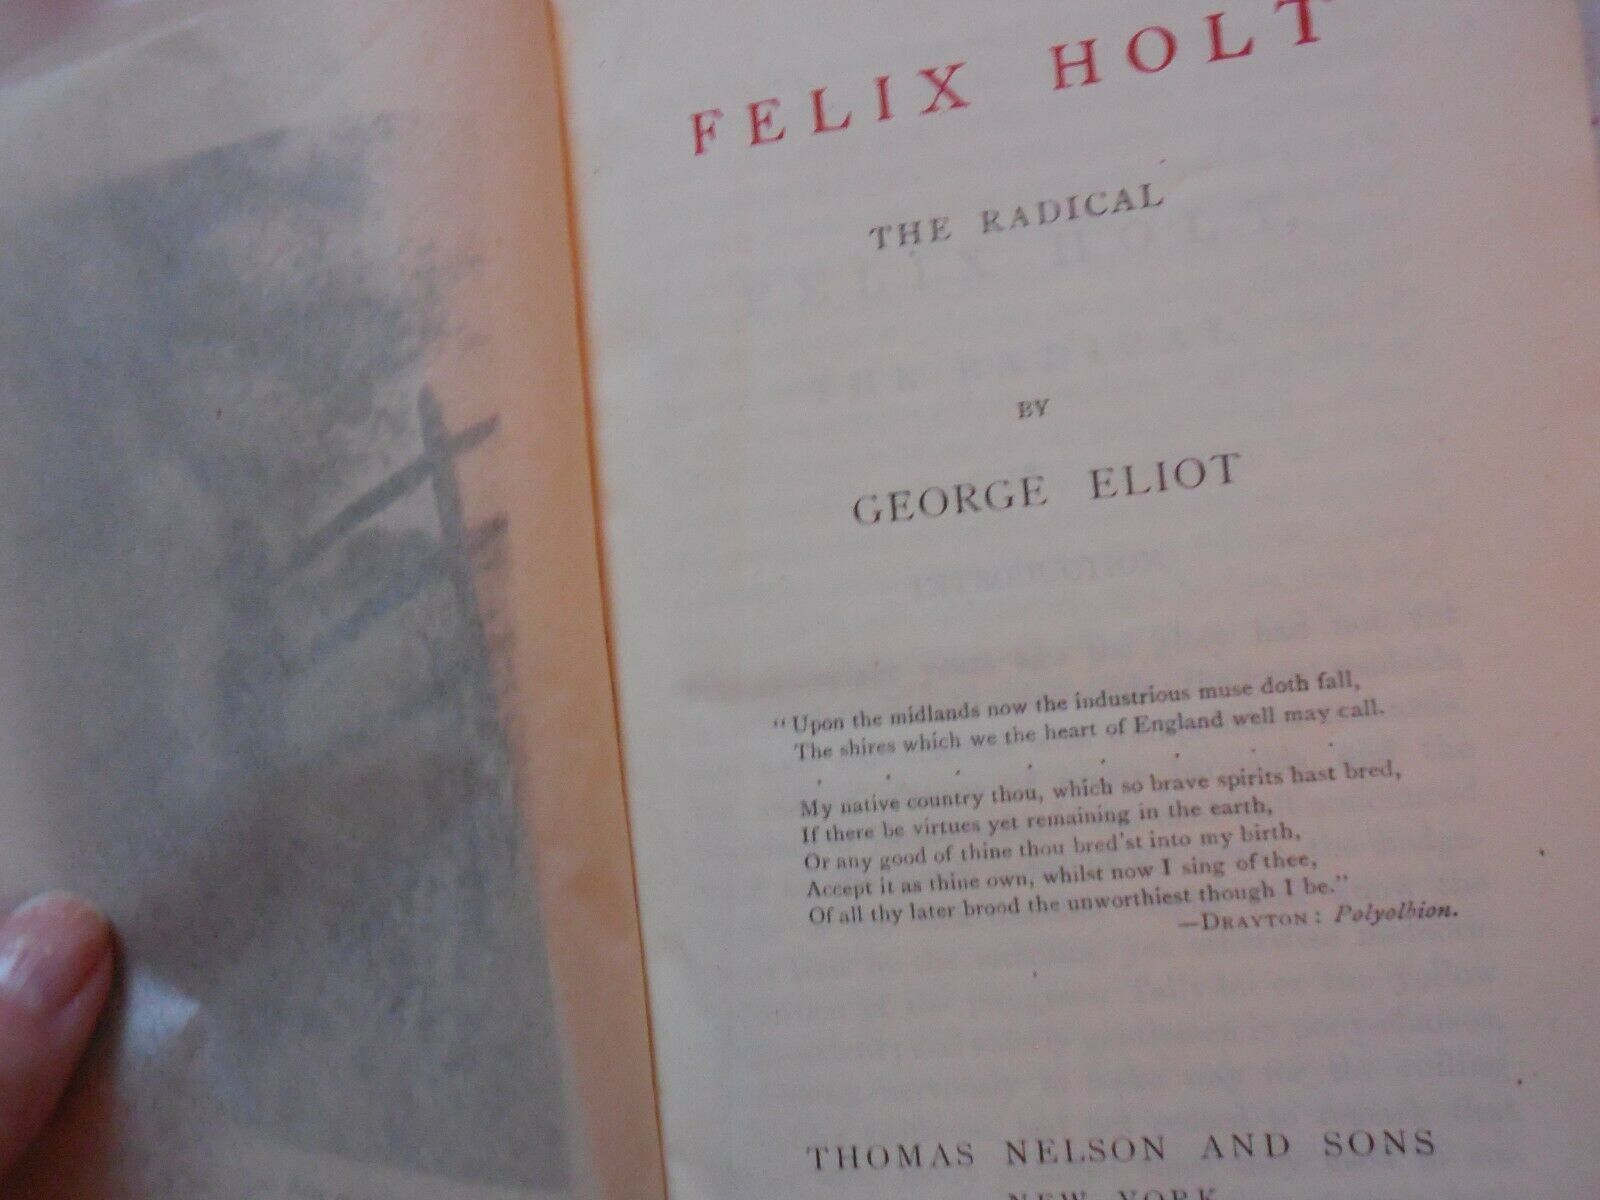 FELIX HOLT
THE RADICAL
BY
GEORGE ELIOT
"Upon the midlands now the industrious muse doth fall,
The shires which we the heart of England well may call.
. . . . . . . .
My native country thou, which so brave spirits hast bred,
If there be virtues yet remaining in the earth,
Or any good of thine thou bred'st into my birth,
Accept it as thine own, whilst now I sing of thee,
Of all thy later brood the unworthiest though I be."
—DRAYTON: Polyolbion.
THOMAS NELSON AND SONS
NEW YORK